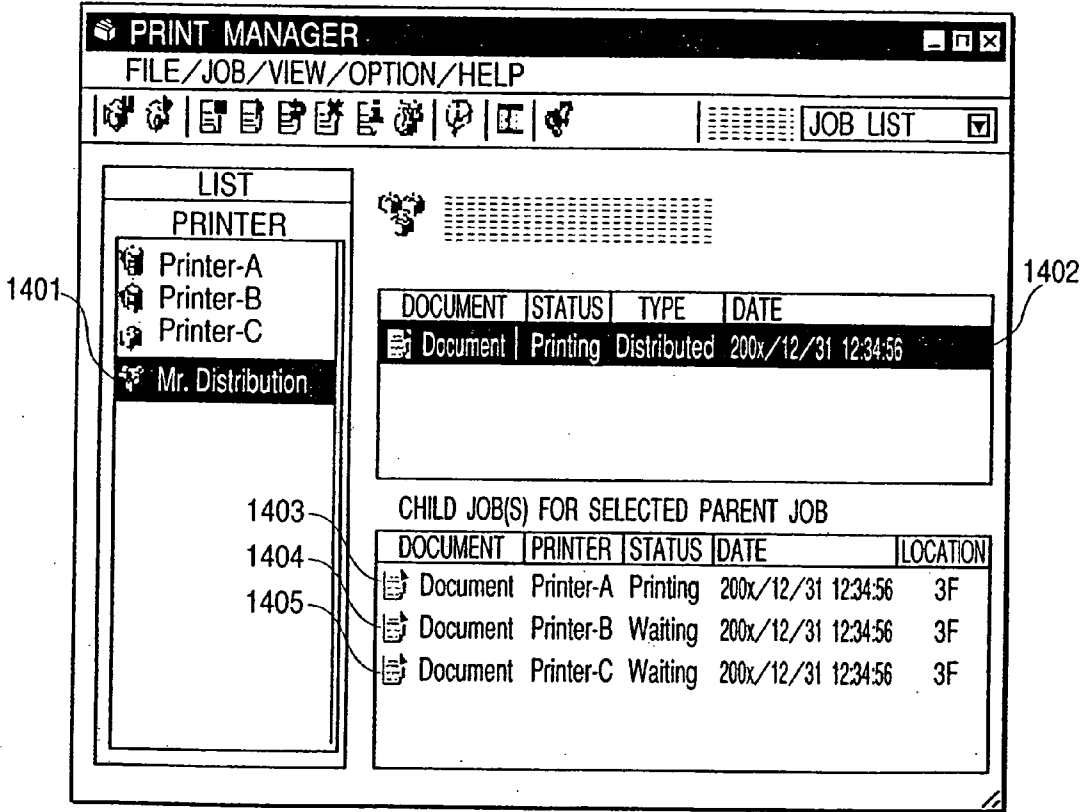 PRINT MANAGER
FILE/JOB/VIEW/OPTION/HELP
JOB LIST
LIST
PRINTER
Printer-A
Printer-B
Printer-C
Mr. Distribution
1401
1402
DOCUMENT STATUS TYPE DATE
Document Printing Distributed 200x/12/31 12:34:56
CHILD JOB(S) FOR SELECTED PARENT JOB
DOCUMENT PRINTER STATUS DATE LOCATION
1403 Document Printer-A Printing 200x/12/31 12:34:56 3F
1404 Document Printer-B Waiting 200x/12/31 12:34:56 3F
1405 Document Printer-C Waiting 200x/12/31 12:34:56 3F